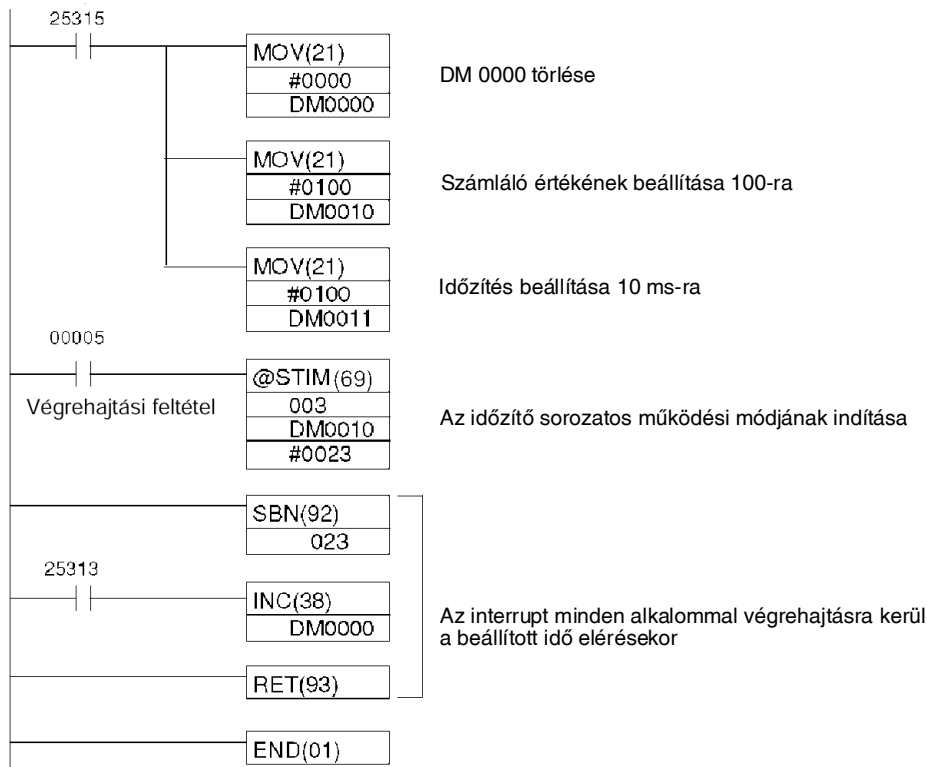 25315
MOV(21)
#0000
DM0000
DM 0000 törlése
MOV(21)
#0100
DM0010
Számláló értékének beállítása 100-ra
MOV(21)
#0100
DM0011
Időzítés beállítása 10 ms-ra
00005
@STIM(69)
003
DM0010
#0023
Végrehajtási feltétel
Az időzítő sorozatos működési módjának indítása
SBN(92)
023
25313
INC(38)
DM0000
Az interrupt minden alkalommal végrehajtásra kerül
a beállított idő elérésekor
RET(93)
END(01)